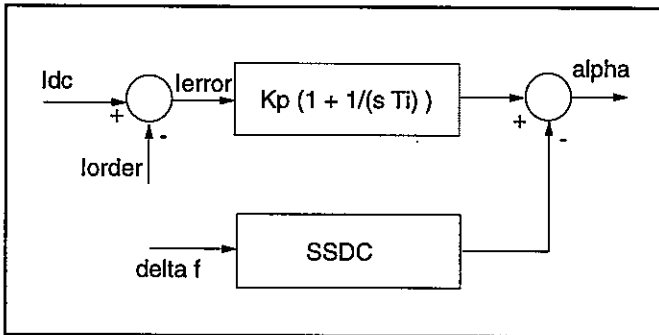 Idc
+
-
Iorder
Ierror
Kp (1 + 1/(s Ti) )
+
-
alpha
delta f
SSDC